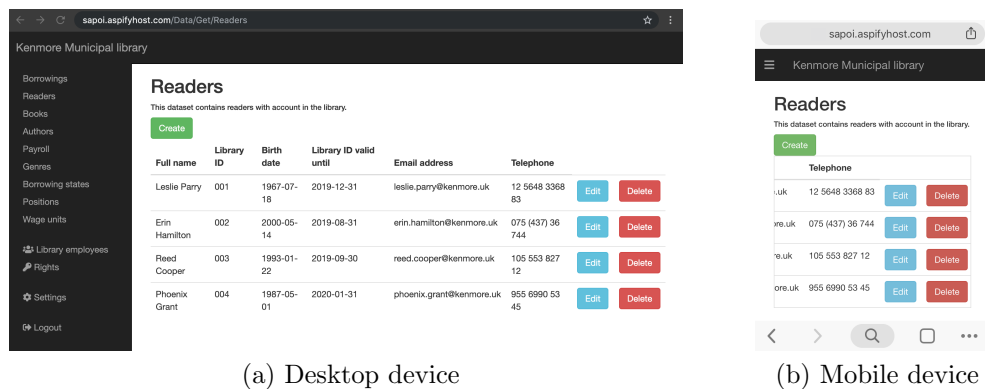 sapoi.aspifyhost.com/Data/Get/Readers
Kenmore Municipal library
Borrowings
Readers
Books
Authors
Payroll
Genres
Borrowing states
Positions
Wage units
Library employees
Rights
Settings
Logout
Readers
This dataset contains readers with account in the library.
Create
Full name Library ID Birth date Library ID valid until Email address Telephone
Leslie Parry 001 1967-07-18 2019-12-31 leslie.parry@kenmore.uk 12 5648 3368 83 Edit Delete
Erin Hamilton 002 2000-05-14 2019-08-31 erin.hamilton@kenmore.uk 075 (437) 36 744 Edit Delete
Reed Cooper 003 1993-01-22 2019-09-30 reed.cooper@kenmore.uk 105 553 827 12 Edit Delete
Phoenix Grant 004 1987-05-01 2020-01-31 phoenix.grant@kenmore.uk 955 6990 53 45 Edit Delete
(a) Desktop device
sapoi.aspifyhost.com
Kenmore Municipal library
Readers
This dataset contains readers with account in the library.
Create
Telephone
.uk 12 5648 3368 83 Edit Delete
ore.uk 075 (437) 36 744 Edit Delete
re.uk 105 553 827 12 Edit Delete
ore.uk 955 6990 53 45 Edit Delete
(b) Mobile device